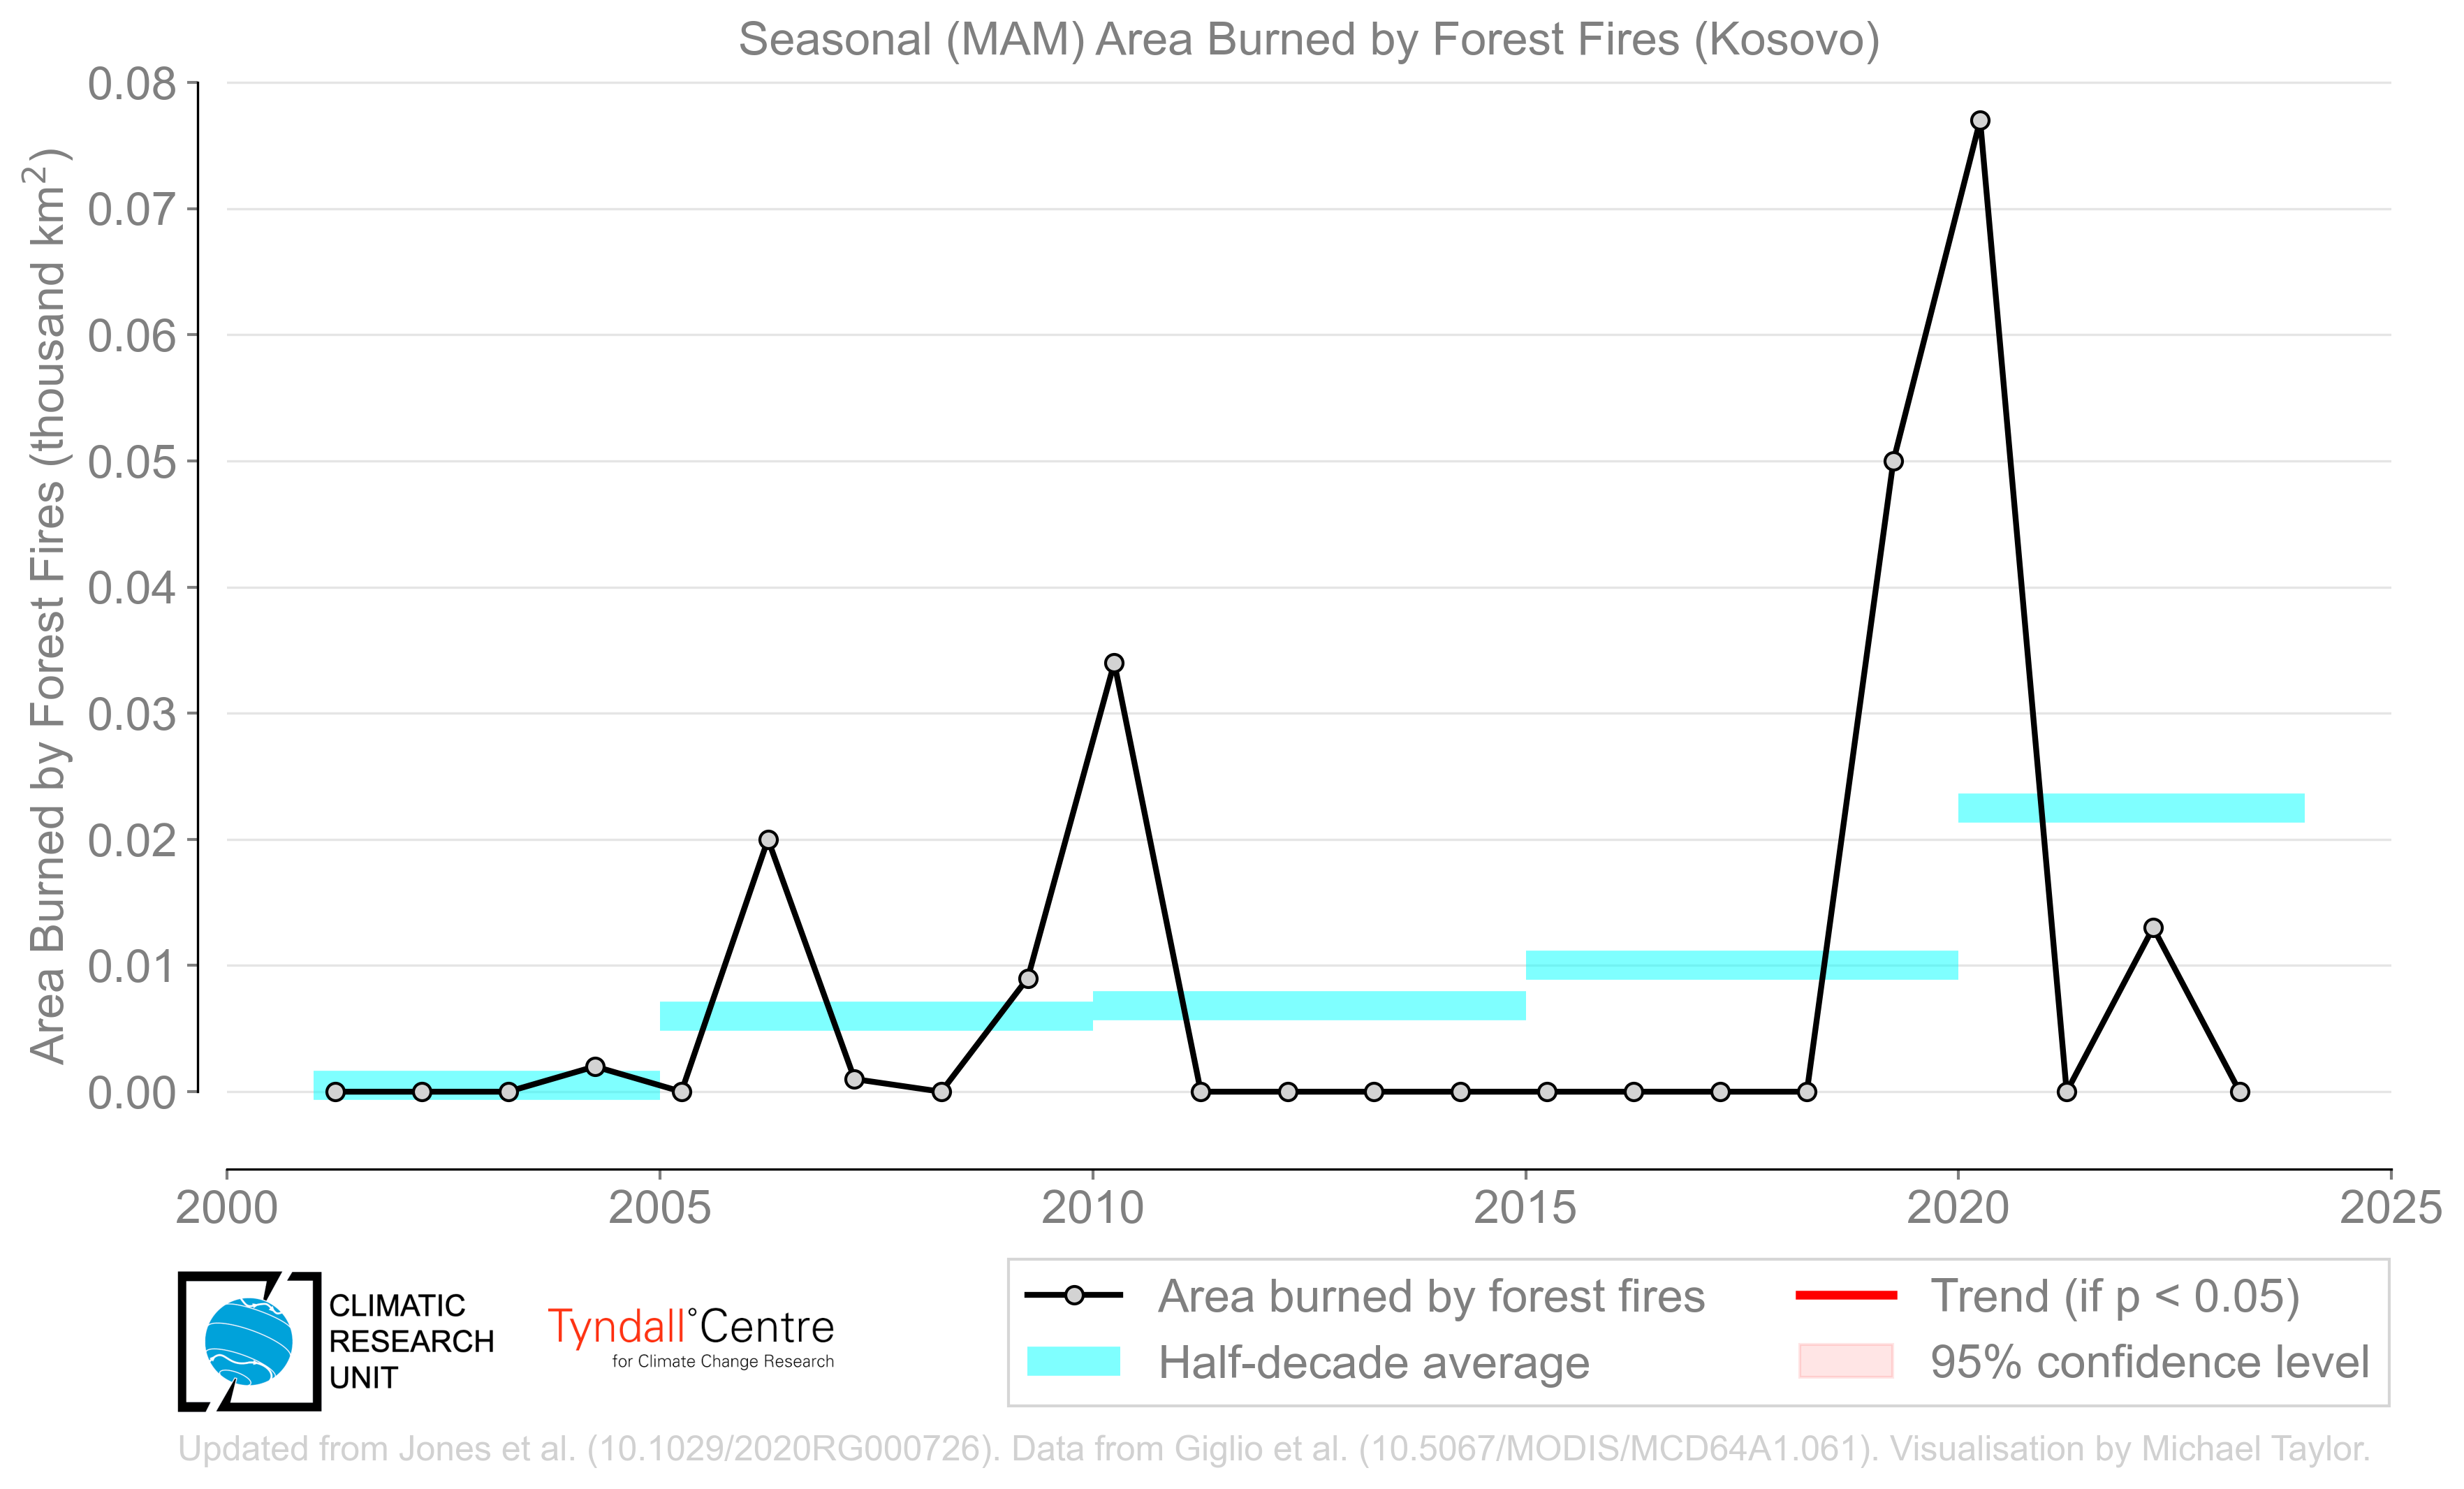 Seasonal (MAM) Area Burned by Forest Fires (Kosovo)
Area Burned by Forest Fires (thousand km²)
0.08
0.07
0.06
0.05
0.04
0.03
0.02
0.01
0.00
2000 2005 2010 2015 2020 2025
CLIMATIC
RESEARCH
UNIT
Tyndall°Centre
for Climate Change Research
Area burned by forest fires
Half-decade average
Trend (if p < 0.05)
95% confidence level
Updated from Jones et al. (10.1029/2020RG000726). Data from Giglio et al. (10.5067/MODIS/MCD64A1.061). Visualisation by Michael Taylor.